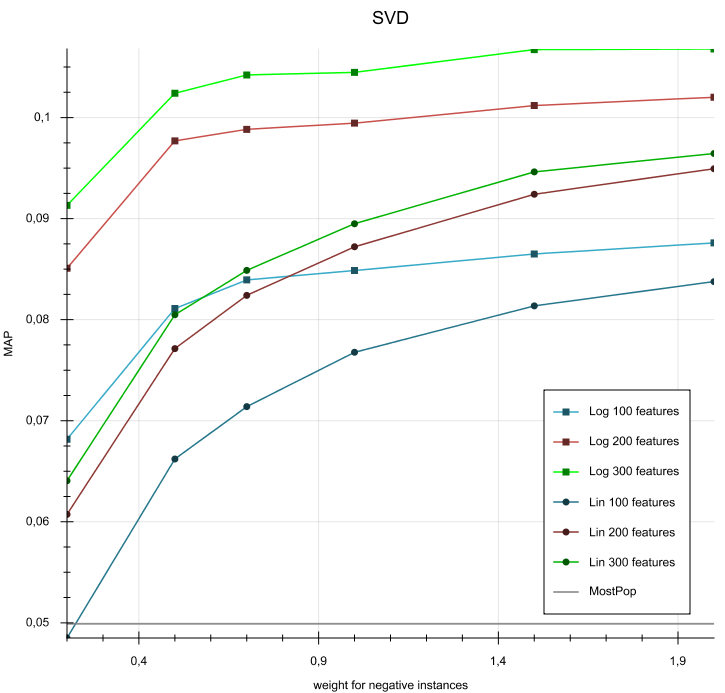 SVD
0,1
0,09
0,08
0,07
0,06
0,05
MAP
Log 100 features
Log 200 features
Log 300 features
Lin 100 features
Lin 200 features
Lin 300 features
MostPop
0,4 0,9 1,4 1,9
weight for negative instances